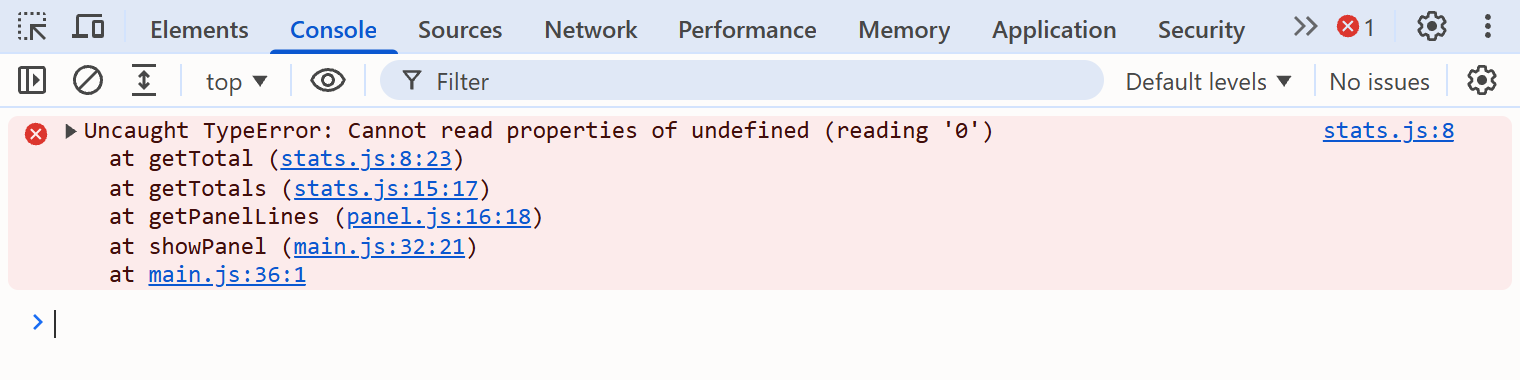 Elements Console Sources Network Performance Memory Application Security 1
top Filter Default levels No issues
Uncaught TypeError: Cannot read properties of undefined (reading '0') stats.js:8
at getTotal (stats.js:8:23)
at getTotals (stats.js:15:17)
at getPanelLines (panel.js:16:18)
at showPanel (main.js:32:21)
at main.js:36:1